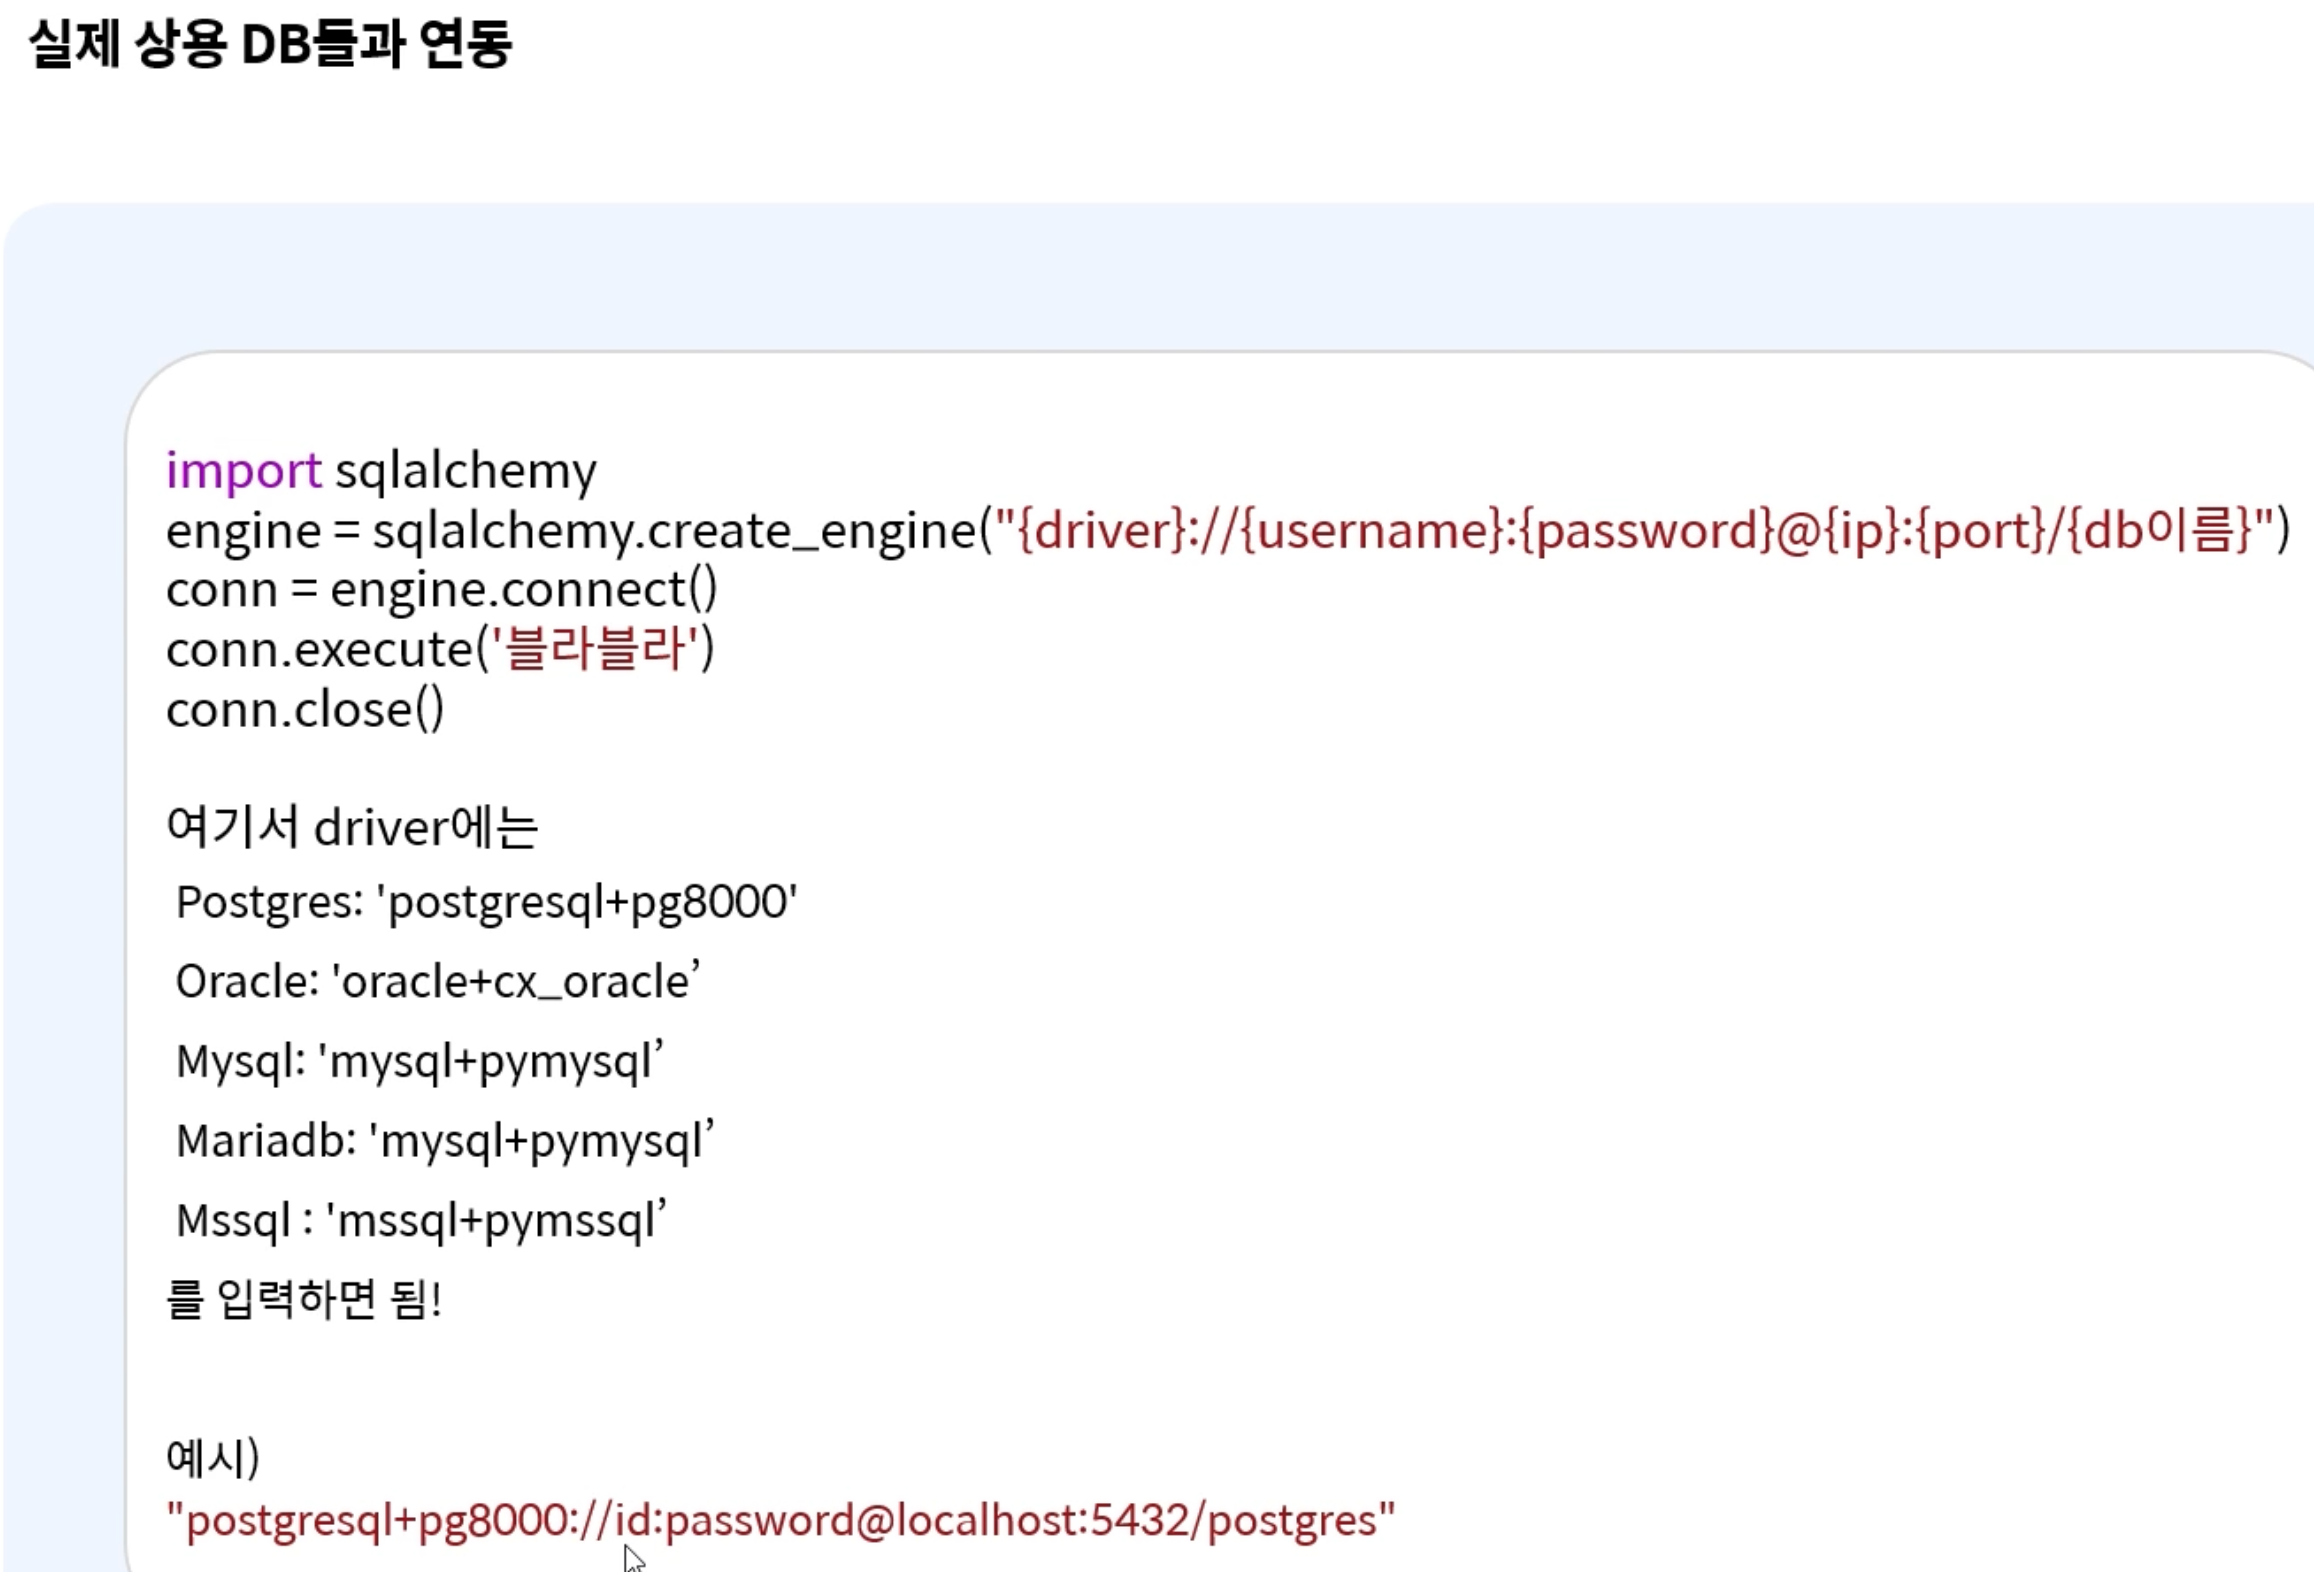 실제 상용 DB들과 연동
import sqlalchemy
engine = sqlalchemy.create_engine("{driver}://{username}:{password}@{ip}:{port}/{db이름}")
conn = engine.connect()
conn.execute('블라블라')
conn.close()
여기서 driver에는
Postgres: 'postgresql+pg8000'
Oracle: 'oracle+cx_oracle’
Mysql: 'mysql+pymysql’
Mariadb: 'mysql+pymysql’
Mssql : 'mssql+pymssql’
를 입력하면 됨!
예시)
"postgresql+pg8000://id:password@localhost:5432/postgres"